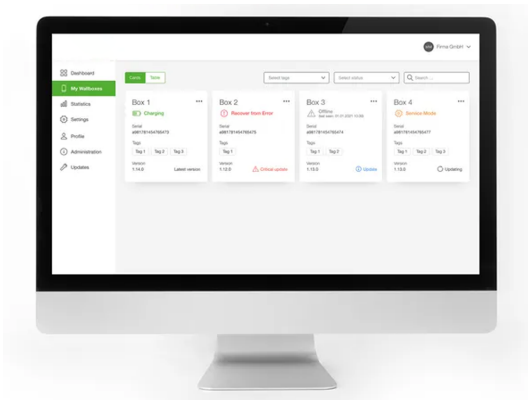 Firma GmbH
Dashboard
My Wallboxes
Statistics
Settings
Profile
Administration
Updates
Cards Table
Select tags
Select status
Search ...
Box 1
Charging
Serial
Tags
Tag 1 Tag 2 Tag 3
Version
1.14.0 Latest version
Box 2
Recover from Error
Serial
Tags
Tag 1
Version
1.13.0 Critical update
Box 3
Offline
Serial
Tags
Tag 1 Tag 2
Version
1.13.0 Update
Box 4
Service Mode
Serial
Tags
Tag 1 Tag 2 Tag 3
Version
1.13.0 Updating